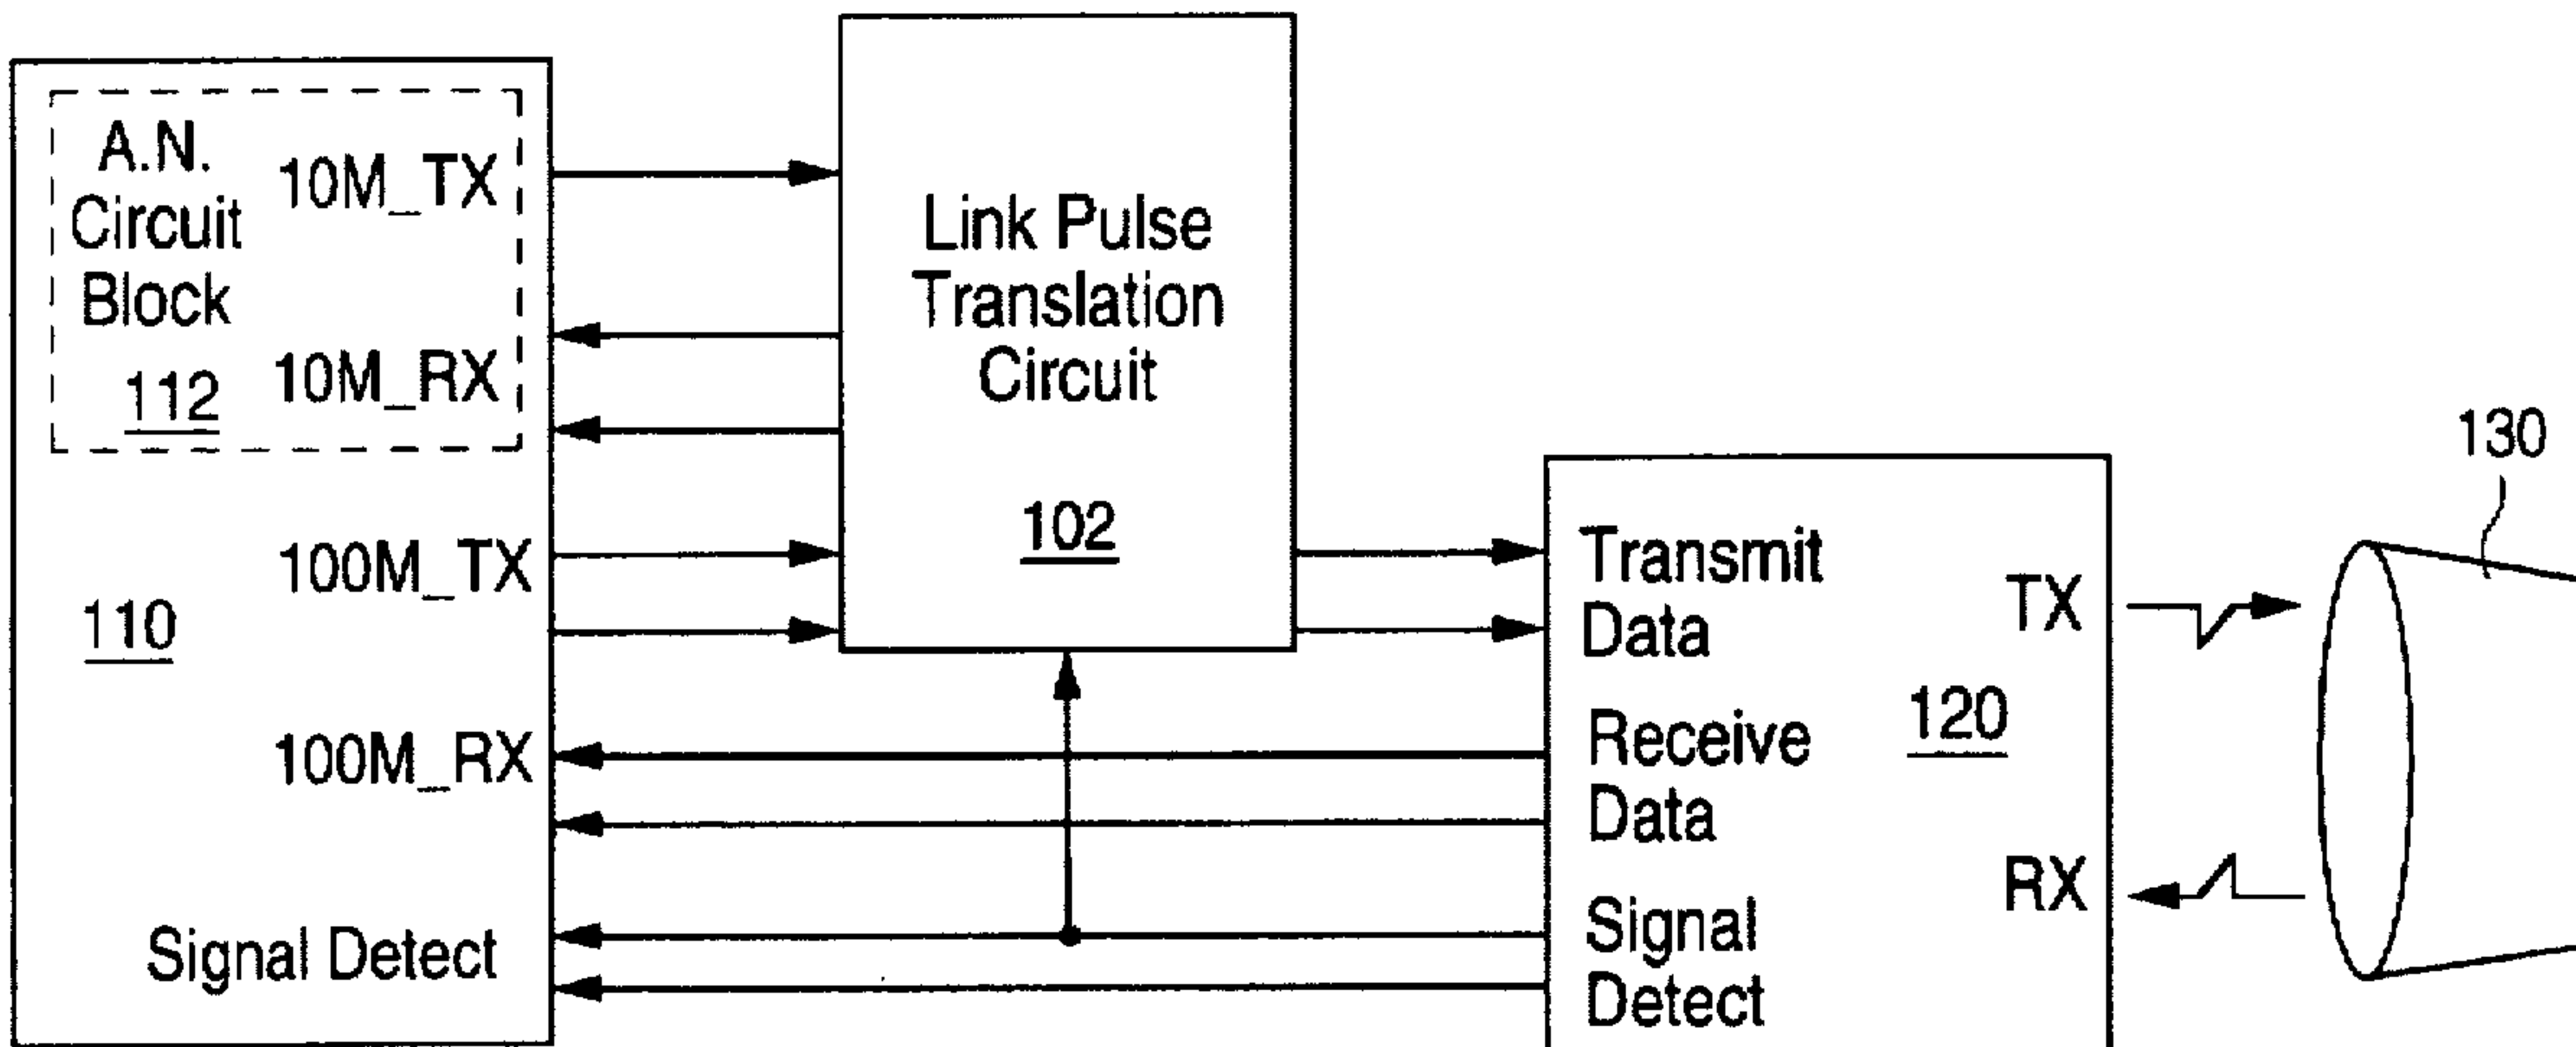 A.N.
Circuit
Block
112
10M_TX
10M_RX
100M_TX
110
100M_RX
Signal Detect
Link Pulse
Translation
Circuit
102
Transmit
Data
Receive
Data
Signal
Detect
TX
120
RX
130